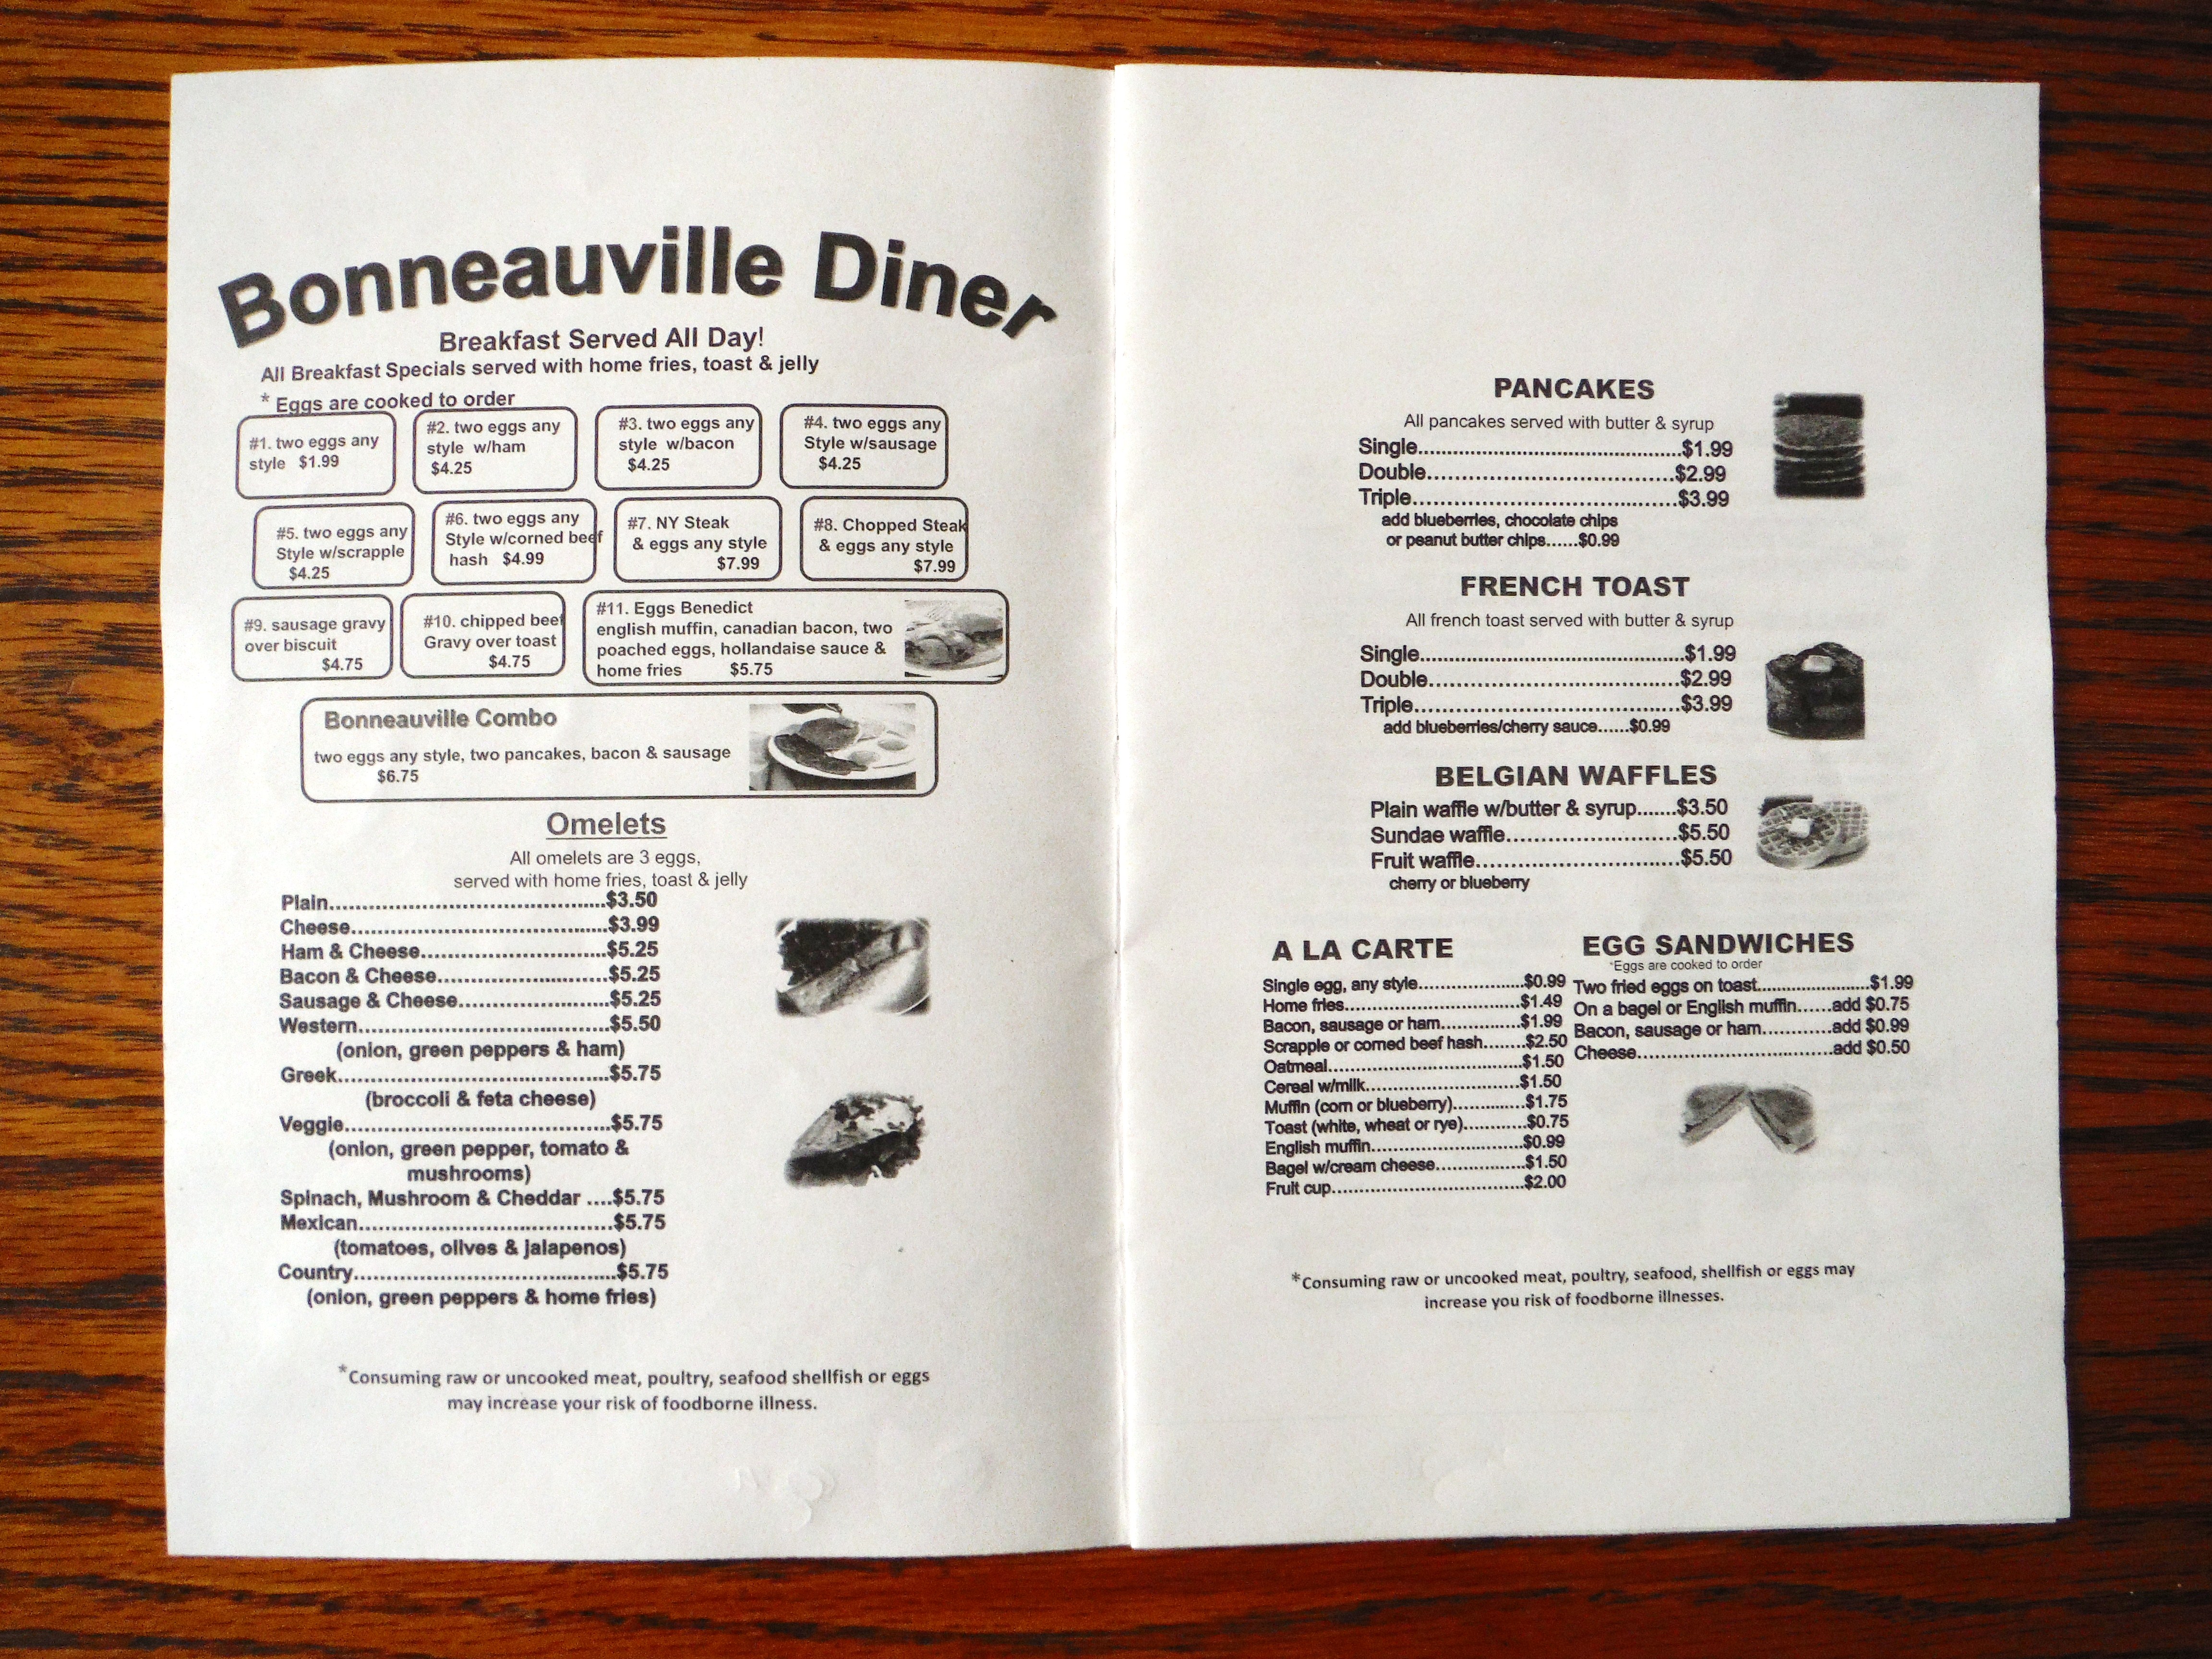 Bonneauville Diner
Breakfast Served All Day!
All Breakfast Specials served with home fries, toast & jelly
* Eggs are cooked to order
#1. two eggs any
style $1.99
#2. two eggs any
style w/ham
$4.25
#3. two eggs any
style w/bacon
$4.25
#4. two eggs any
Style w/sausage
$4.25
#5. two eggs any
Style w/scrapple
$4.25
#6. two eggs any
Style w/corned beef
hash $4.99
#7. NY Steak
& eggs any style
$7.99
#8. Chopped Steak
& eggs any style
$7.99
#9. sausage gravy
over biscuit
$4.75
#10. chipped beef
Gravy over toast
$4.75
#11. Eggs Benedict
english muffin, canadian bacon, two
poached eggs, hollandaise sauce &
home fries $5.75
Bonneauville Combo
two eggs any style, two pancakes, bacon & sausage
$6.75
Omelets
All omelets are 3 eggs,
served with home fries, toast & jelly
Plain..........$3.50
Cheese..........$3.99
Ham & Cheese..........$5.25
Bacon & Cheese..........$5.25
Sausage & Cheese..........$5.25
Western..........$5.50
(onion, green peppers & ham)
Greek..........$5.75
(broccoli & feta cheese)
Veggie..........$5.75
(onion, green pepper, tomato &
mushrooms)
Spinach, Mushroom & Cheddar ....$5.75
Mexican..........$5.75
(tomatoes, olives & jalapenos)
Country..........$5.75
(onion, green peppers & home fries)
*Consuming raw or uncooked meat, poultry, seafood shellfish or eggs
may increase your risk of foodborne illness.
PANCAKES
All pancakes served with butter & syrup
Single..........$1.99
Double..........$2.99
Triple..........$3.99
add blueberries, chocolate chips
or peanut butter chips......$0.99
FRENCH TOAST
All french toast served with butter & syrup
Single..........$1.99
Double..........$2.99
Triple..........$3.99
add blueberries/cherry sauce......$0.99
BELGIAN WAFFLES
Plain waffle w/butter & syrup.......$3.50
Sundae waffle..........$5.50
Fruit waffle..........$5.50
cherry or blueberry
A LA CARTE
Single egg, any style..........$0.99
Home fries..........$1.49
Bacon, sausage or ham..........$1.99
Scrapple or corned beef hash........$2.50
Oatmeal..........$1.50
Cereal w/milk..........$1.50
Muffin (corn or blueberry)..........$1.75
Toast (white, wheat or rye)..........$0.75
English muffin..........$0.99
Bagel w/cream cheese..........$1.50
Fruit cup..........$2.00
EGG SANDWICHES
*Eggs are cooked to order
Two fried eggs on toast..........$1.99
On a bagel or English muffin......add $0.75
Bacon, sausage or ham..........add $0.99
Cheese..........add $0.50
*Consuming raw or uncooked meat, poultry, seafood, shellfish or eggs may
increase you risk of foodborne illnesses.